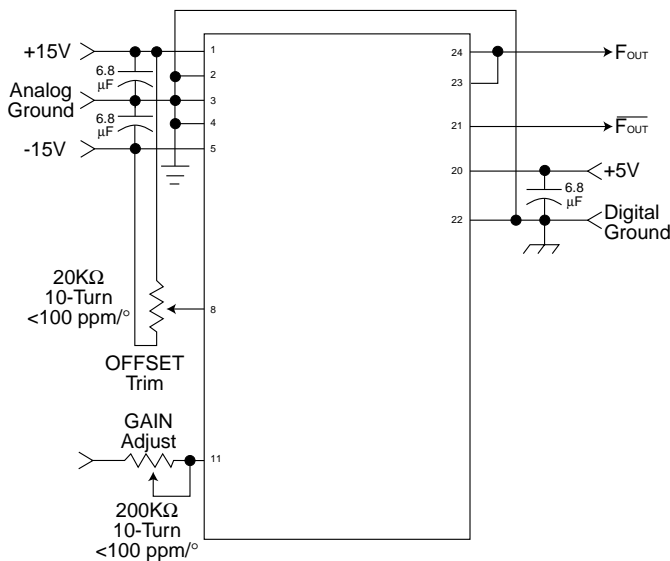 +15V
6.8
μF
Analog
Ground
6.8
μF
-15V
1
2
3
4
5
20KΩ
10-Turn
<100 ppm/°
8
OFFSET
Trim
GAIN
Adjust
11
200KΩ
10-Turn
<100 ppm/°
24
FOUT
23
21
FOUT
20
+5V
6.8
μF
22
Digital
Ground